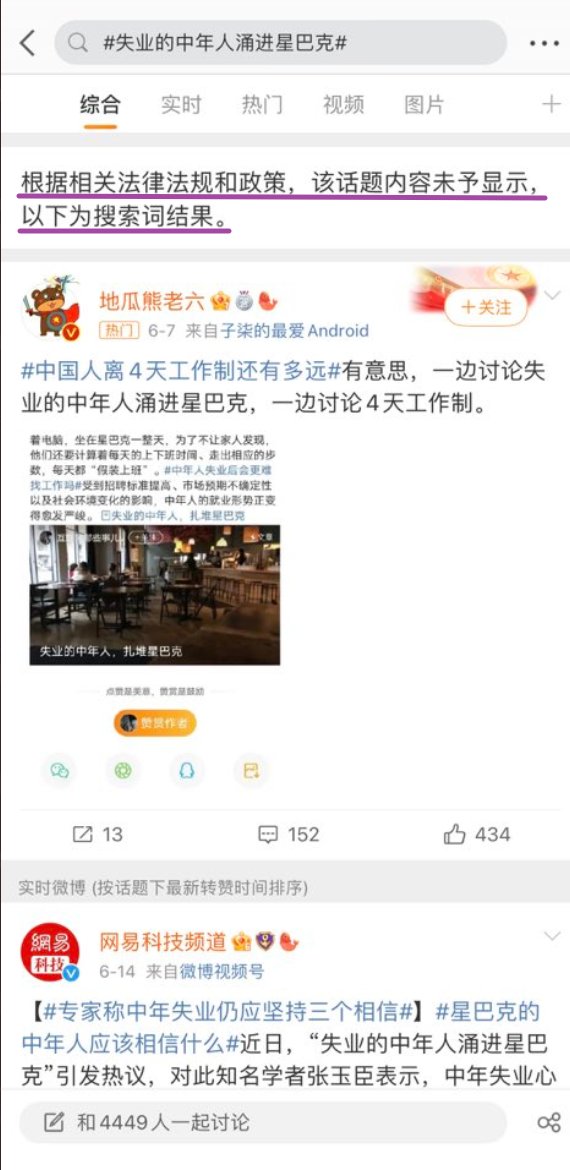 #失业的中年人涌进星巴克#
综合 实时 热门 视频 图片
根据相关法律法规和政策，该话题内容未予显示，
以下为搜索词结果。
地瓜熊老六
+关注
热门 6-7 来自子柒的最爱Android
#中国人离4天工作制还有多远#有意思，一边讨论失
业的中年人涌进星巴克，一边讨论4天工作制。
着电脑，坐在星巴克一整天，为了不让家人发现，
他们还要计算着每天的上下班时间、走出相应的步
数，每天都“假装上班”。#中年人失业后会更难
找工作吗#受到招聘标准提高、市场预期不确定性
以及社会环境变化的影响，中年人的就业形势正变
得愈发严峻。失业的中年人，扎堆星巴克
互联网那些事儿 +关注 文章
失业的中年人，扎堆星巴克
点赞是美意，赞赏是鼓励
赞赏作者
13 152 434
实时微博 (按话题下最新转赞时间排序)
網易
科技
网易科技频道
6-14 来自微博视频号
【#专家称中年失业仍应坚持三个相信#】#星巴克的
中年人应该相信什么#近日，“失业的中年人涌进星巴
克”引发热议，对此知名学者张玉臣表示，中年失业心
和4449人一起讨论